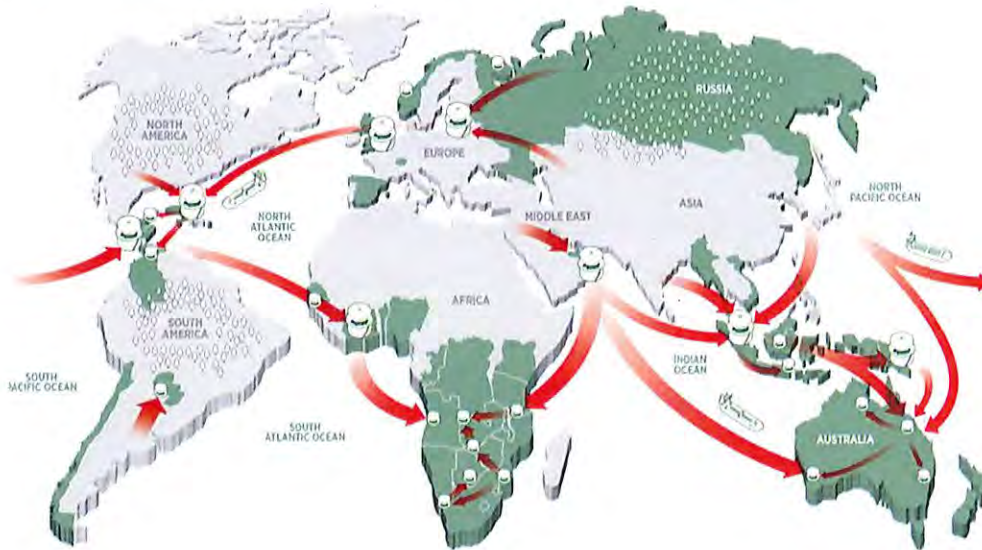 RUSSIA
NORTH
AMERICA
EUROPE
NORTH
PACIFIC OCEAN
ASIA
NORTH
ATLANTIC
OCEAN
MIDDLE EAST
AFRICA
SOUTH
AMERICA
INDIAN
OCEAN
SOUTH
ACIFIC OCEAN
SOUTH
ATLANTIC OCEAN
AUSTRALIA